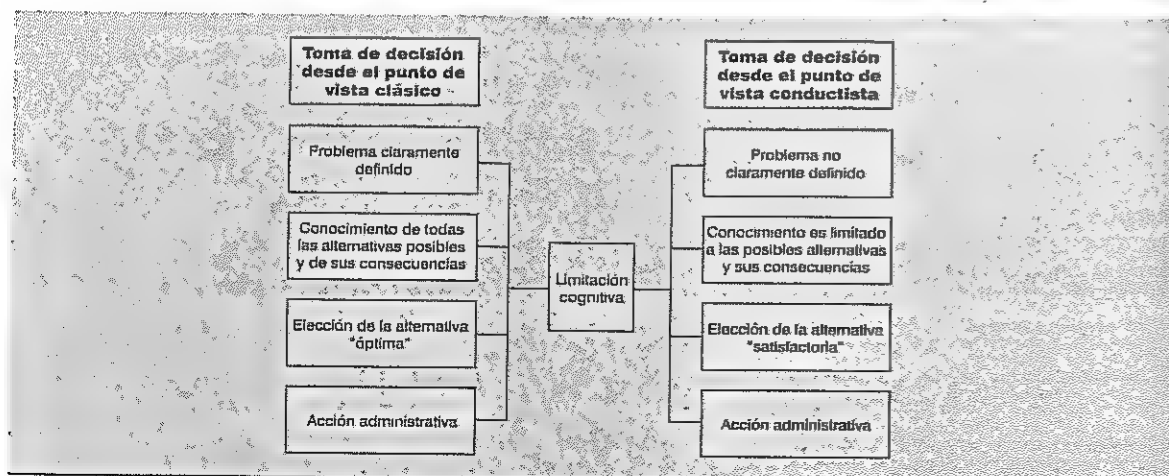 Toma de decisión
desde el punto de
vista clásico
Problema claramente
definido
Conocimiento de todas
las alternativas posibles
y de sus consecuencias
Elección de la alternativa
"óptima"
Acción administrativa
Limitación
cognitiva
Toma de decisión
desde el punto de
vista conductista
Problema no
claramente definido
Conocimiento es limitado
a las posibles alternativas
y sus consecuencias
Elección de la alternativa
"satisfactoria"
Acción administrativa